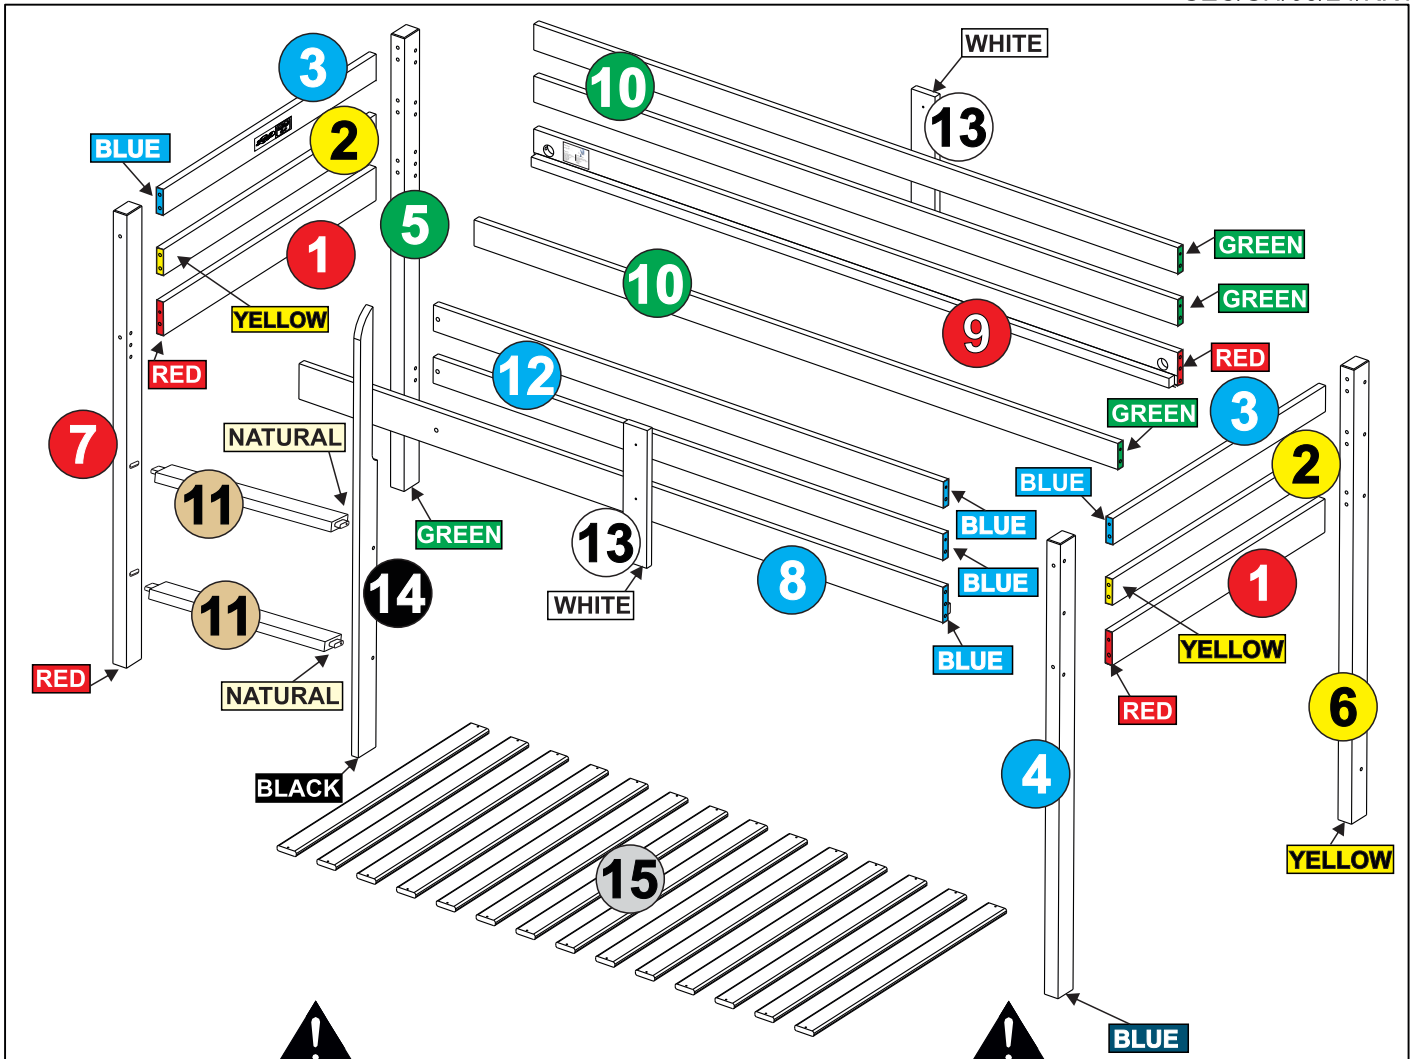 WHITE
3
10
13
2
BLUE
5
1
GREEN
10
GREEN
YELLOW
9
RED
RED
12
3
GREEN
7
NATURAL
2
BLUE
11
BLUE
GREEN
13
8
BLUE
1
14
WHITE
11
YELLOW
BLUE
RED
NATURAL
RED
6
4
BLACK
YELLOW
15
BLUE